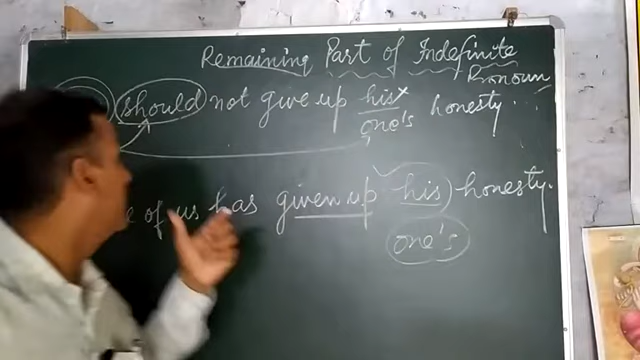 Remaining Part of Indefinite
Pronoun
should not give up his honesty...
one's
of us has given up his honesty.
one's